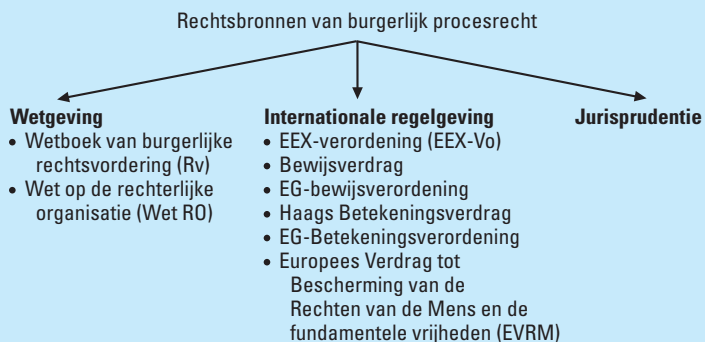 Rechtsbronnen van burgerlijk procesrecht
Wetgeving
• Wetboek van burgerlijke
rechtsvordering (Rv)
• Wet op de rechterlijke
organisatie (Wet RO)
Internationale regelgeving
• EEX-verordening (EEX-Vo)
• Bewijsverdrag
• EG-bewijsverordening
• Haags Betekeningsverdrag
• EG-Betekeningsverordening
• Europees Verdrag tot
Bescherming van de
Rechten van de Mens en de
fundamentele vrijheden (EVRM)
Jurisprudentie